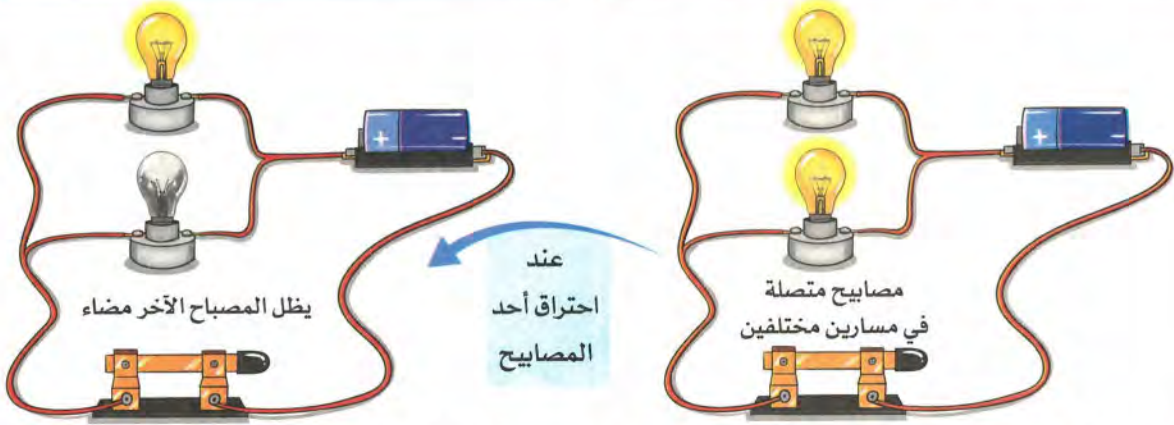 مصابيح متصلة
في مسارين مختلفين
عند
احتراق أحد
المصابيح
يظل المصباح الآخر مضاء
+
-
+
-